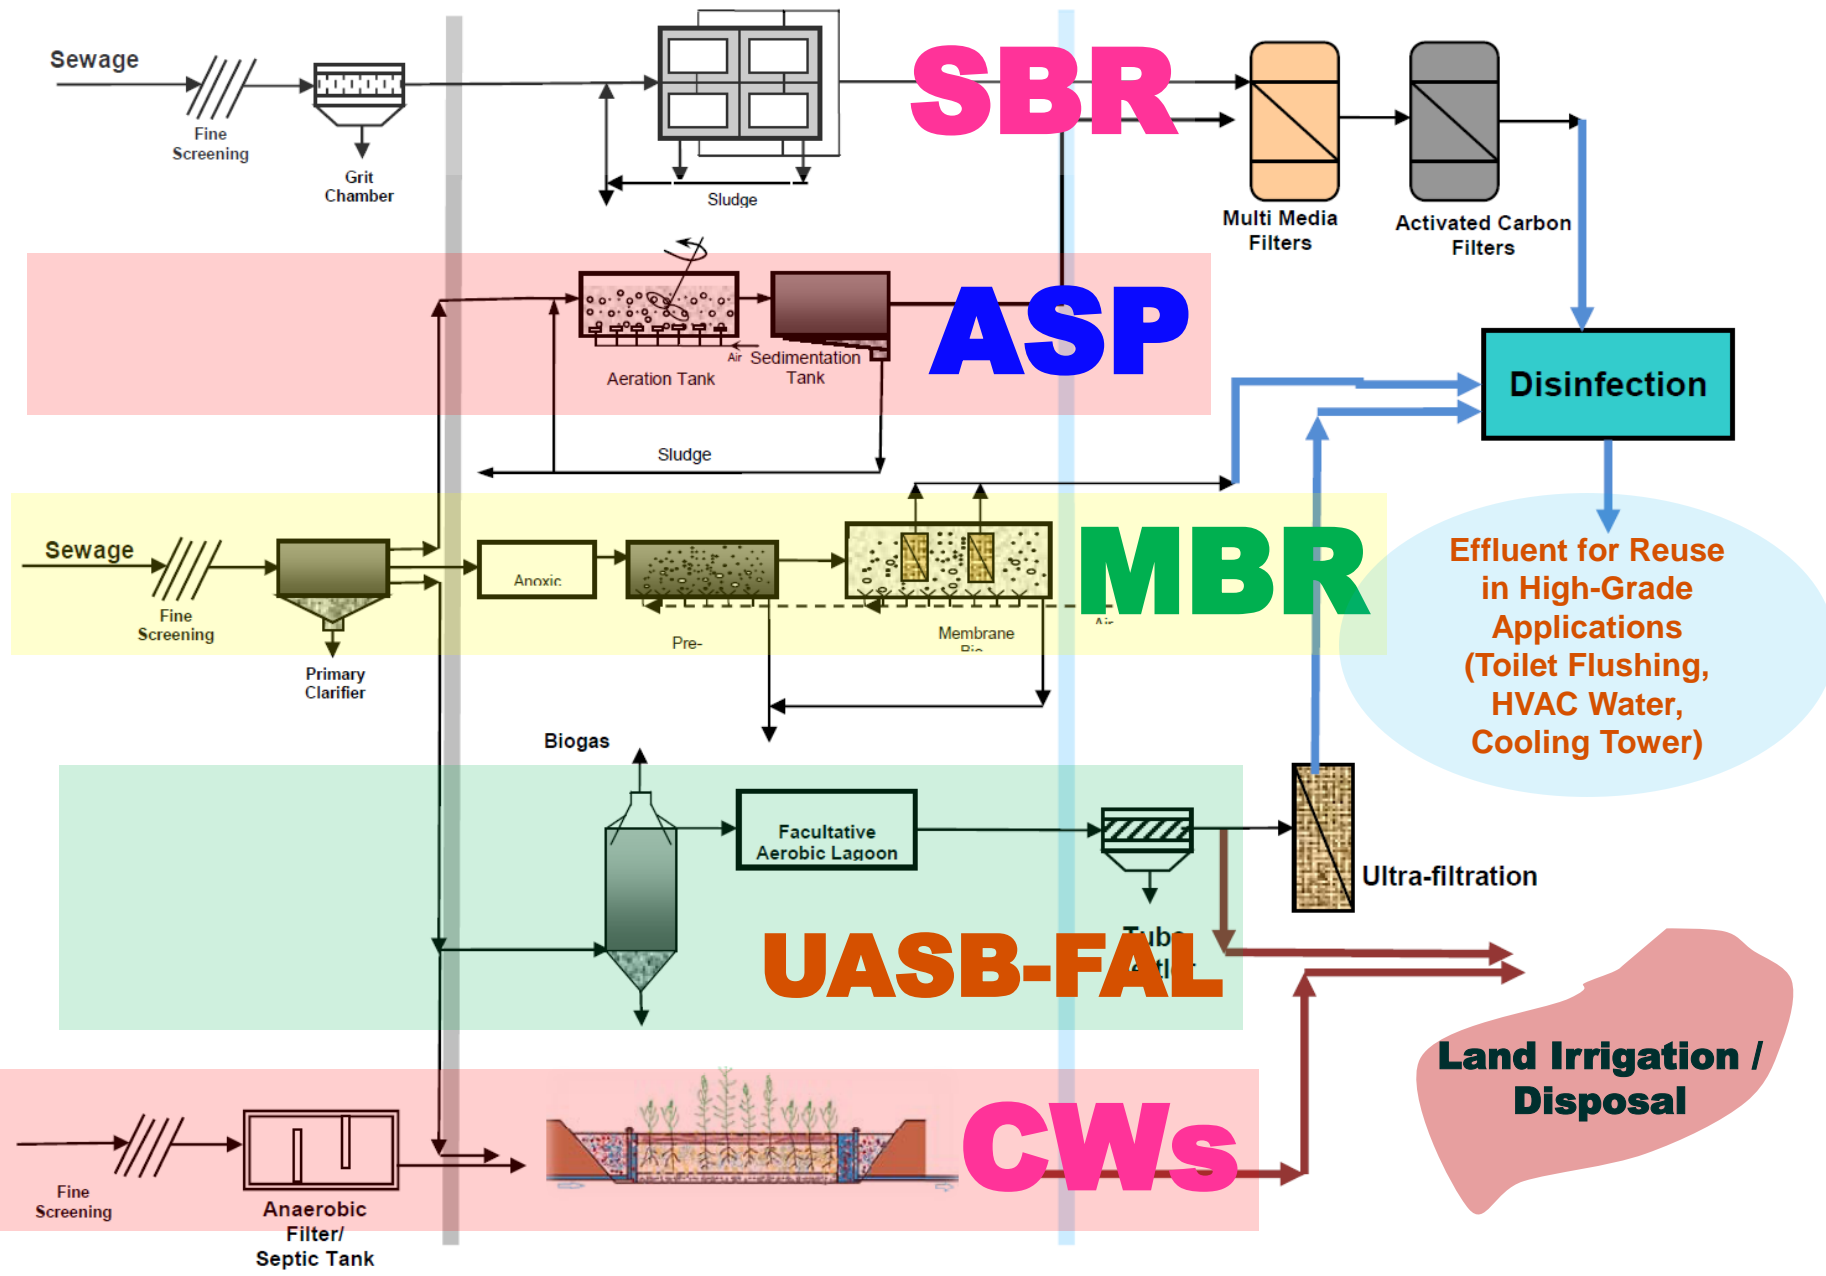 Sewage
Fine
Screening
Grit
Chamber
Sludge
SBR
Multi Media
Filters
Activated Carbon
Filters
Air
Aeration Tank
Sedimentation
Tank
ASP
Sludge
Disinfection
Sewage
Fine
Screening
Primary
Clarifier
Anoxic
Pre-
Membrane
Bio
Air
MBR
Effluent for Reuse
in High-Grade
Applications
(Toilet Flushing,
HVAC Water,
Cooling Tower)
Biogas
Facultative
Aerobic Lagoon
Tube
UASB-FAL
Ultra-filtration
Land Irrigation /
Disposal
Fine
Screening
Anaerobic
Filter/
Septic Tank
CWs